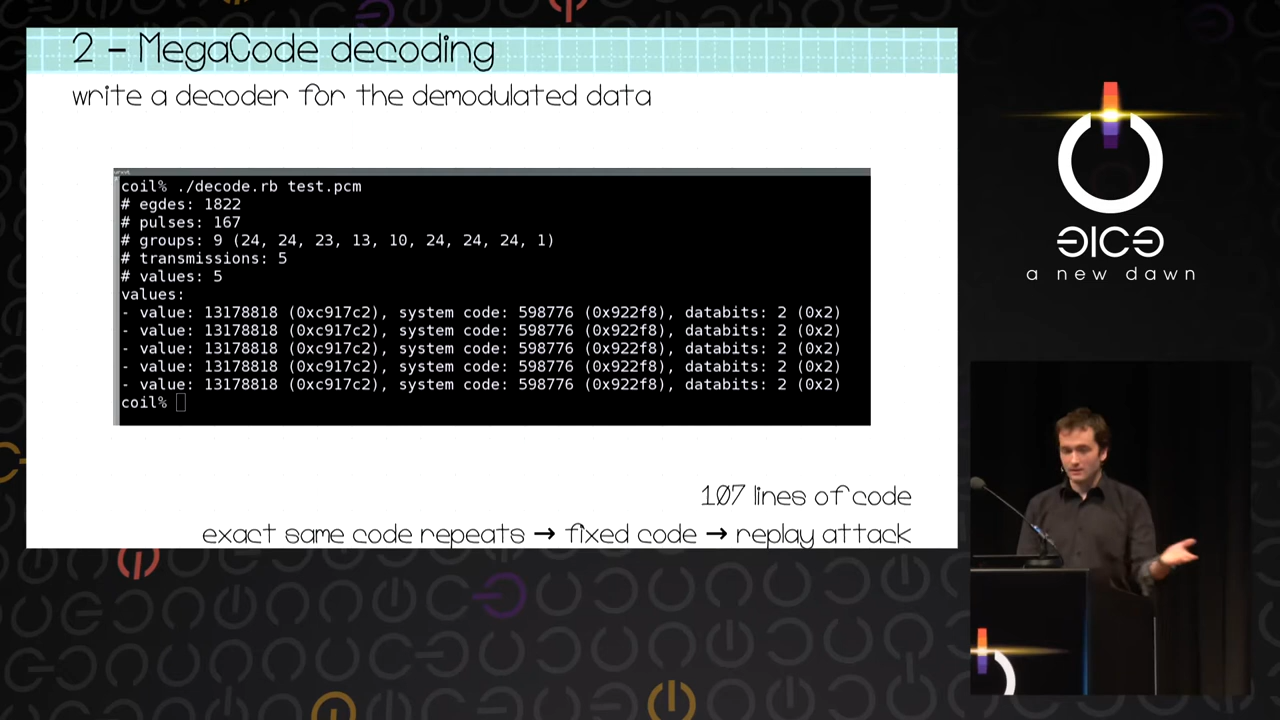 2 - MegaCode decoding
write a decoder for the demodulated data
coil% ./decode.rb test.pcm
# egdes: 1822
# pulses: 167
# groups: 9 (24, 24, 23, 13, 10, 24, 24, 24, 1)
# transmissions: 5
# values: 5
values:
- value: 13178818 (0xc917c2), system code: 598776 (0x922f8), databits: 2 (0x2)
- value: 13178818 (0xc917c2), system code: 598776 (0x922f8), databits: 2 (0x2)
- value: 13178818 (0xc917c2), system code: 598776 (0x922f8), databits: 2 (0x2)
- value: 13178818 (0xc917c2), system code: 598776 (0x922f8), databits: 2 (0x2)
- value: 13178818 (0xc917c2), system code: 598776 (0x922f8), databits: 2 (0x2)
coil%
107 lines of code
exact same code repeats → fixed code → replay attack
a new dawn